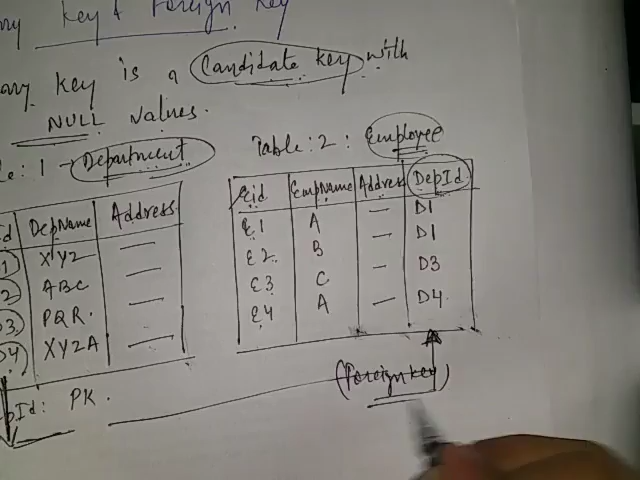 Key & Foreign Key
Key is a Candidate key with
NULL values.
1 → Department
Table: 2 : Employee
DepName Address
XYZ —
ABC —
PQR. —
XYZA —
Eid EmpName Address DepId
E1 A — D1
E2 B — D1
E3 C - D3
E4 A — D4
(Foreign key)
PK.